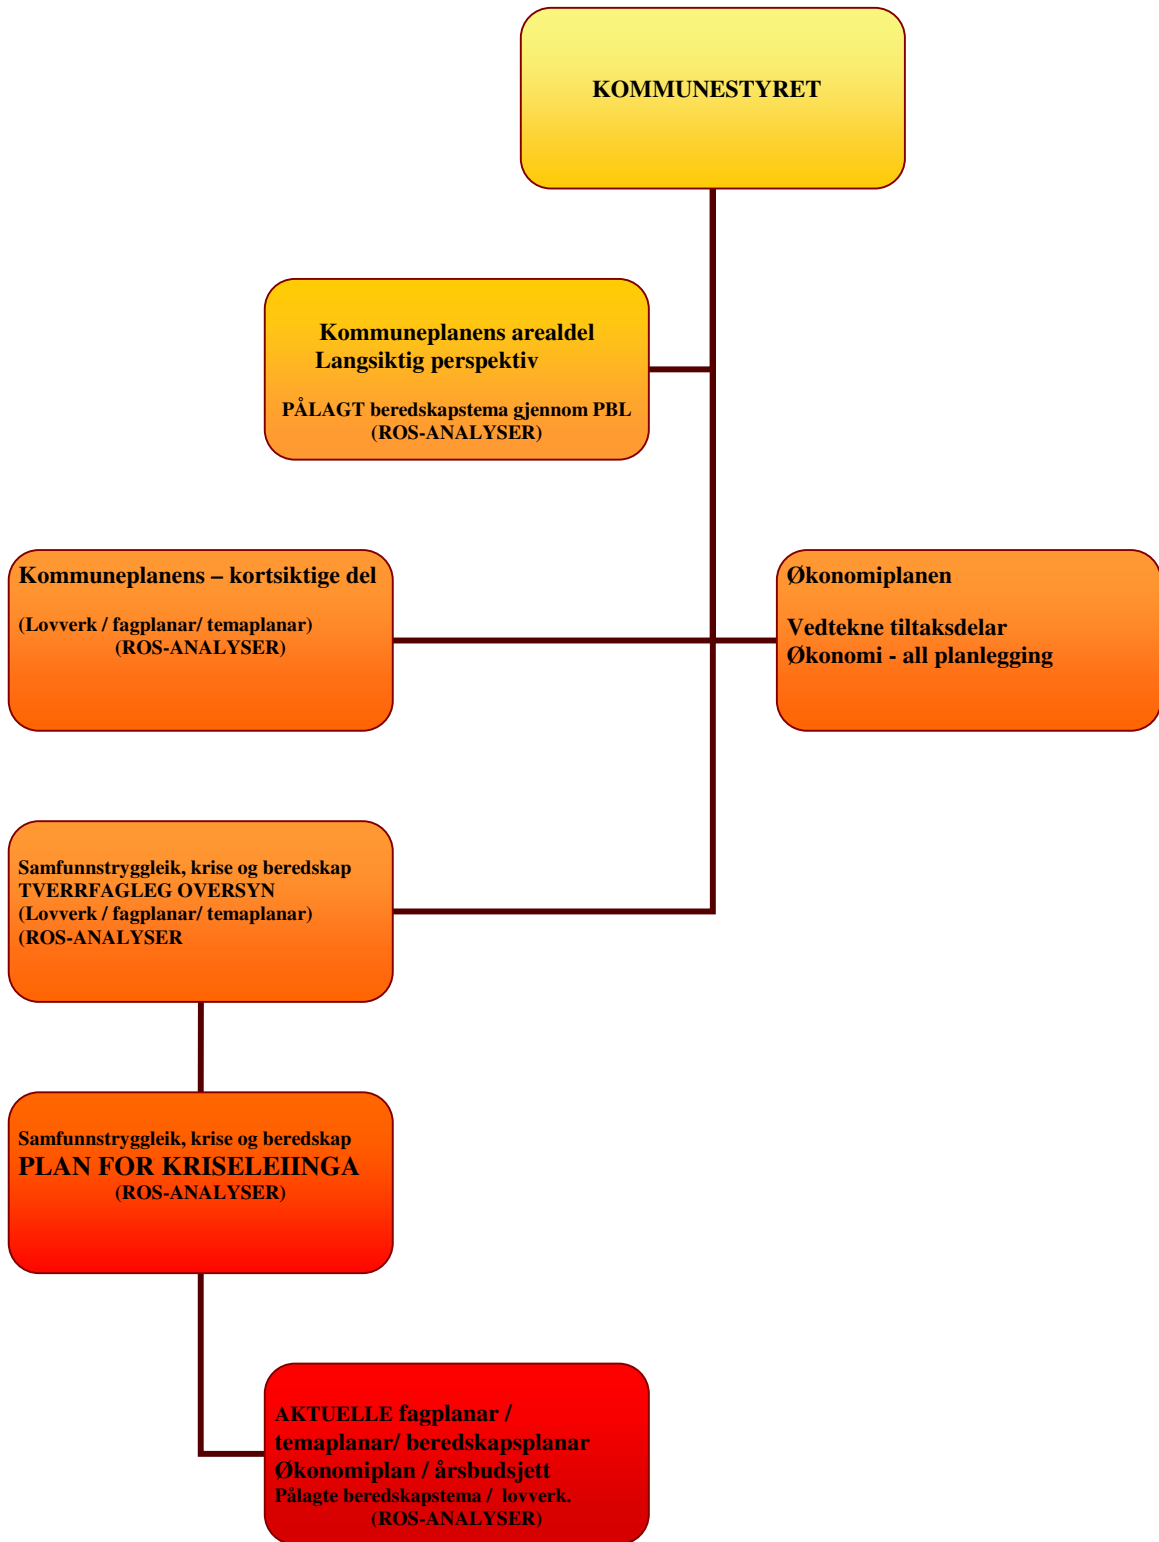 KOMMUNESTYRET
Kommuneplanens arealdel
Langsiktig perspektiv
PÅLAGT beredskapstema gjennom PBL
(ROS-ANALYSER)
Kommuneplanens – kortsiktige del
(Lovverk / fagplanar/ temaplanar)
(ROS-ANALYSER)
Økonomiplanen
Vedtekne tiltaksdelar
Økonomi - all planlegging
Samfunnstryggleik, krise og beredskap
TVERRFAGLEG OVERSYN
(Lovverk / fagplanar/ temaplanar)
(ROS-ANALYSER
Samfunnstryggleik, krise og beredskap
PLAN FOR KRISELEIINGA
(ROS-ANALYSER)
AKTUELLE fagplanar /
temaplanar/ beredskapsplanar
Økonomiplan / årsbudsjett
Pålagte beredskapstema / lovverk.
(ROS-ANALYSER)